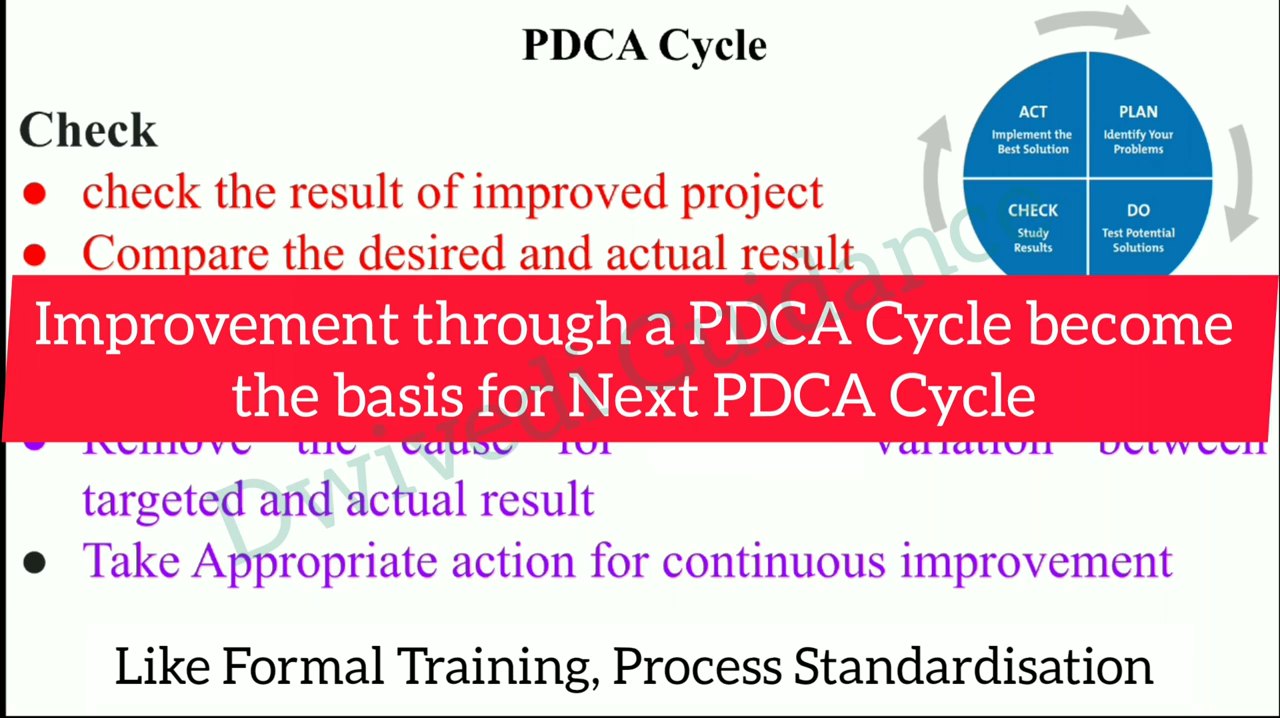 PDCA Cycle
Check
● check the result of improved project
● Compare the desired and actual result
Improvement through a PDCA Cycle become
the basis for Next PDCA Cycle
● Remove the cause for variation between
targeted and actual result
● Take Appropriate action for continuous improvement
Like Formal Training, Process Standardisation
ACT
Implement the
Best Solution
PLAN
Identify Your
Problems
CHECK
Study
Results
DO
Test Potential
Solutions
Dwivedi Guidance